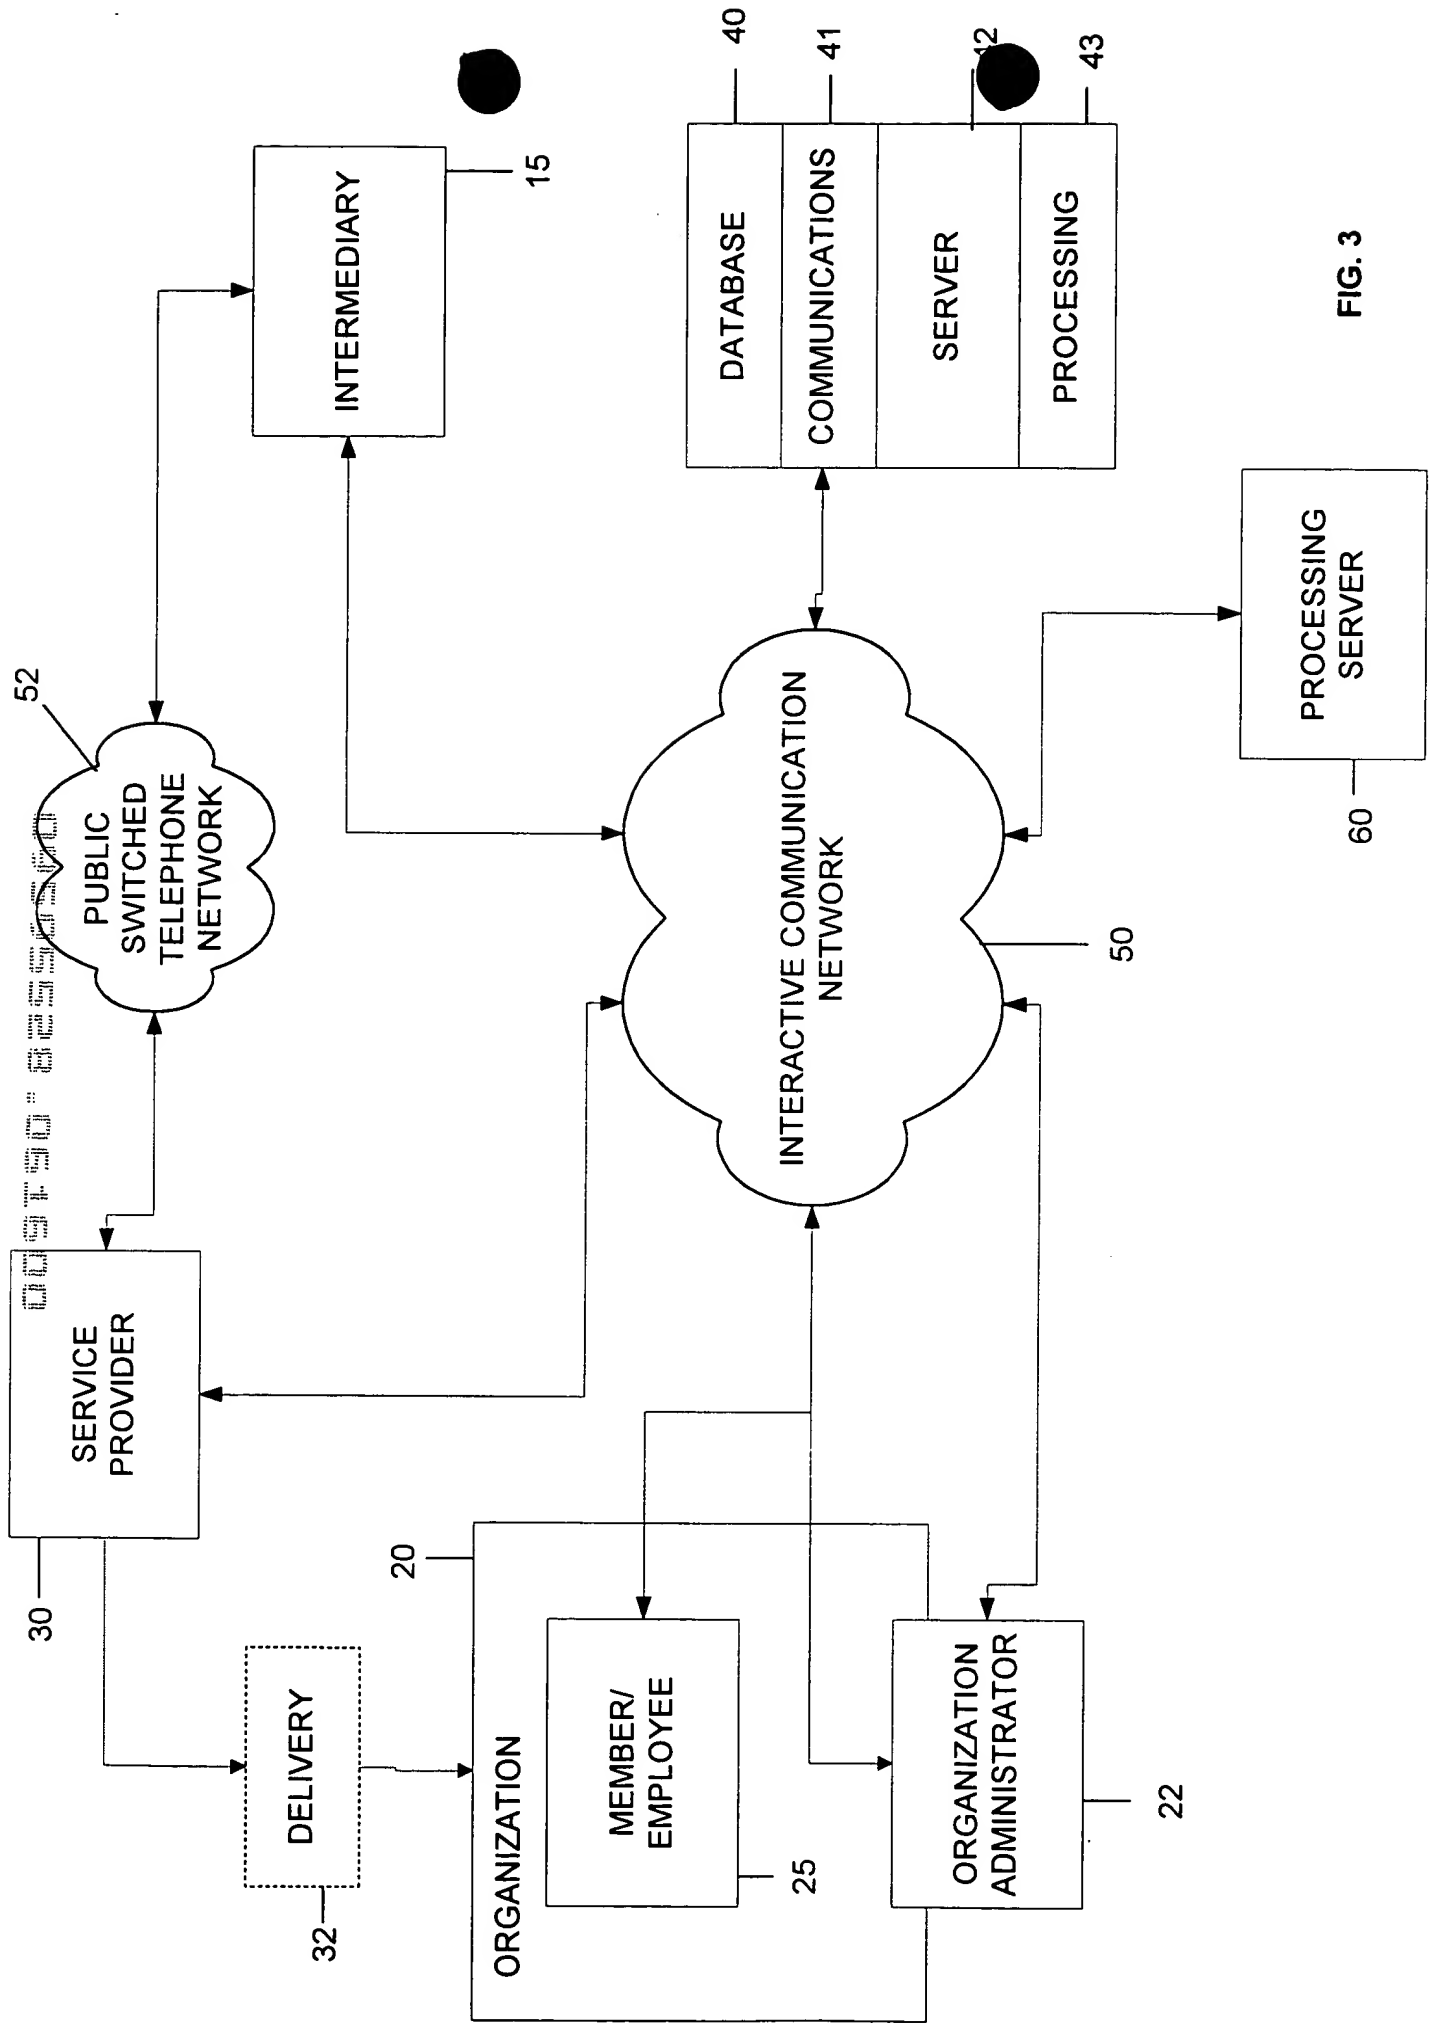 30
SERVICE
PROVIDER
52
PUBLIC
SWITCHED
TELEPHONE
NETWORK
INTERMEDIARY
15
32
DELIVERY
20
ORGANIZATION
MEMBER/
EMPLOYEE
25
ORGANIZATION
ADMINISTRATOR
22
INTERACTIVE COMMUNICATION
NETWORK
50
DATABASE
40
COMMUNICATIONS
41
SERVER
PROCESSING
43
PROCESSING
SERVER
60
FIG. 3